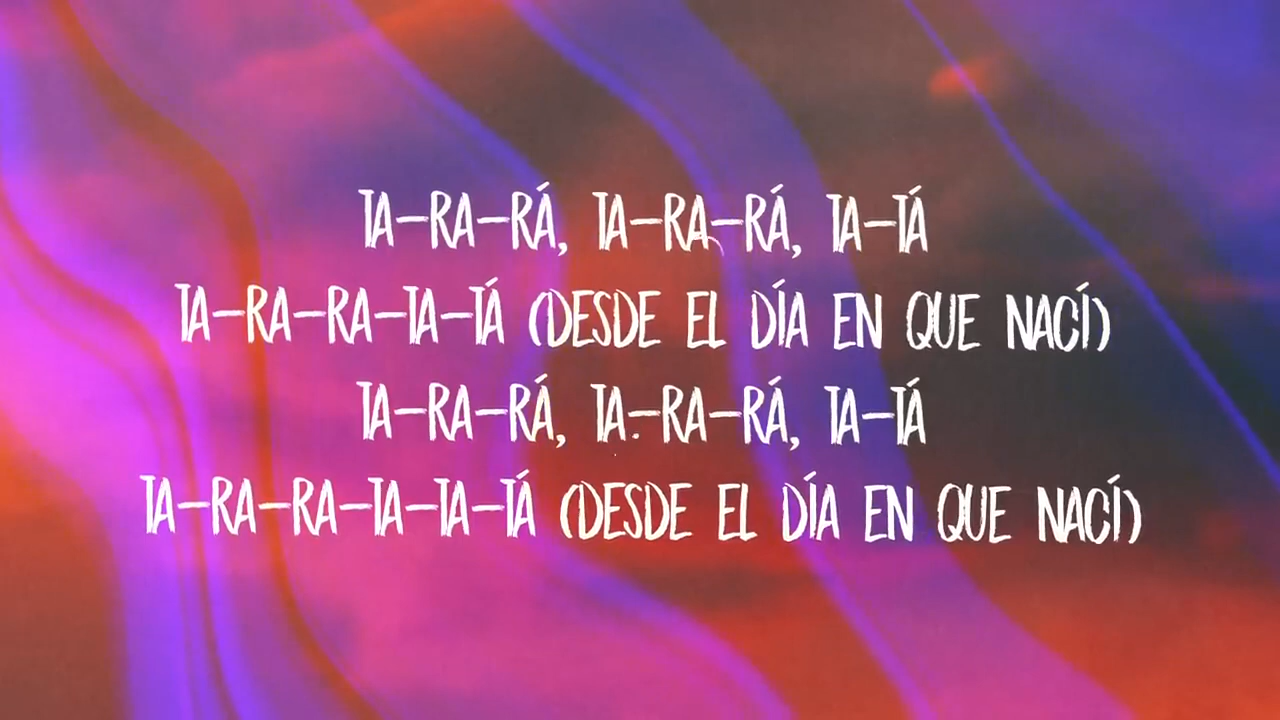 TA-RA-RÁ, TA-RA-RÁ, TA-TÁ
TA-RA-RA-TA-TÁ (DESDE EL DÍA EN QUE NACÍ)
TA-RA-RÁ, TA-RA-RÁ, TA-TÁ
TA-RA-RA-TA-TA-TÁ (DESDE EL DÍA EN QUE NACÍ)